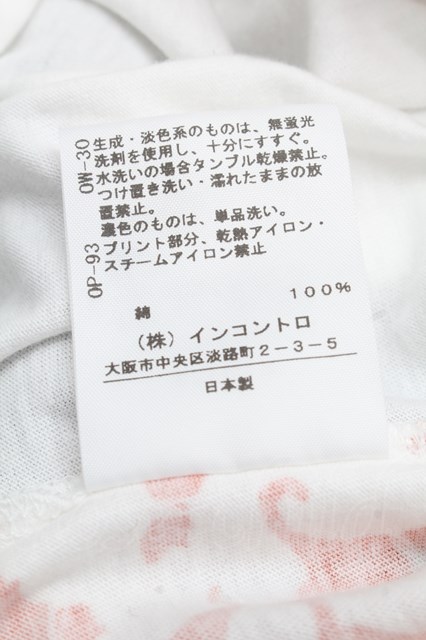 OW-30
生成・淡色系のものは、無蛍光
洗剤を使用し、十分にすすぐ。
水洗いの場合タンブル乾燥禁止。
つけ置き洗い・濡れたままの放
置禁止。
濃色のものは、単品洗い。
OP-93
プリント部分、乾熱アイロン・
スチームアイロン禁止
綿 100%
(株)インコントロ
大阪市中央区淡路町2-3-5
日本製